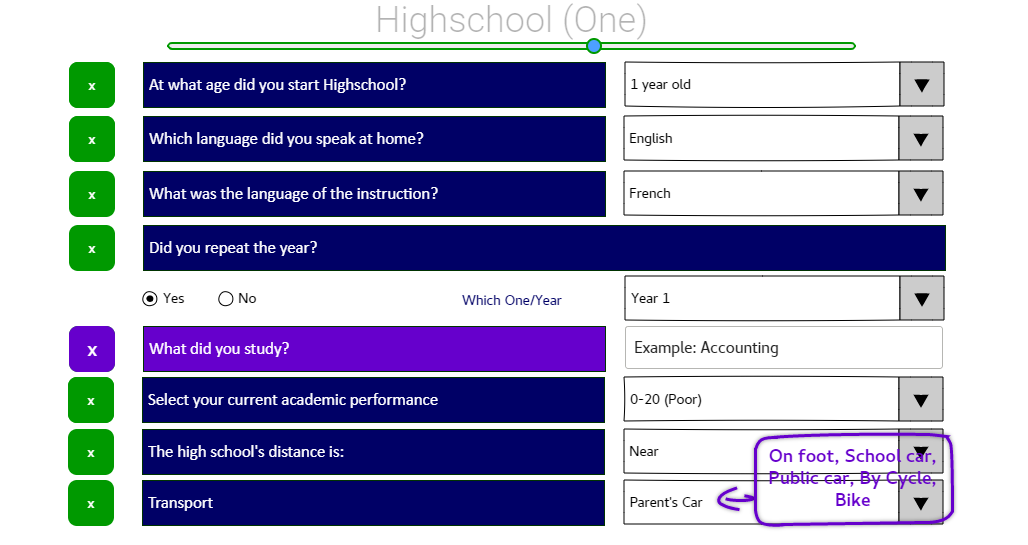 Highschool (One)
x At what age did you start Highschool? 1 year old
x Which language did you speak at home? English
x What was the language of the instruction? French
x Did you repeat the year?
Yes No Which One/Year Year 1
x What did you study? Example: Accounting
x Select your current academic performance 0-20 (Poor)
x The high school's distance is: Near
On foot, School car,
Public car, By Cycle,
Bike
x Transport Parent's Car